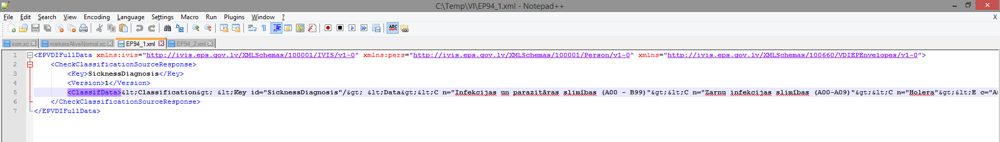 C:\Temp\VI\EP94_1.xml - Notepad++
File Edit Search View Encoding Language Settings Macro Run Plugins Window ? X
xvm.xc markersAliveNormal.xc EP94_1.xml EP94_2.xml
1 <EPVDIFullData xmlns:ivis="http://ivis.eps.gov.lv/XMLSchemas/100001/IVIS/v1-0" xmlns:pers="http://ivis.eps.gov.lv/XMLSchemas/100001/Person/v1-0" xmlns="http://ivis.eps.gov.lv/XMLSchemas/100660/VDIEPEnvelopes/v1-0">
2 <CheckClassificationSourceResponse>
3 <Key>SicknessDiagnosis</Key>
4 <Version>1</Version>
5 <ClassifData>&lt;Classification&gt; &lt;Key id="SicknessDiagnosis"/&gt; &lt;Data&gt;&lt;C n="Infekcijas un parazitāras slimības (A00 - B99)"&gt;&lt;C n="Zarnu infekcijas slimības (A00-A09)"&gt;&lt;C n="Holera"&gt;&lt;E c="A
6 </CheckClassificationSourceResponse>
7 </EPVDIFullData>